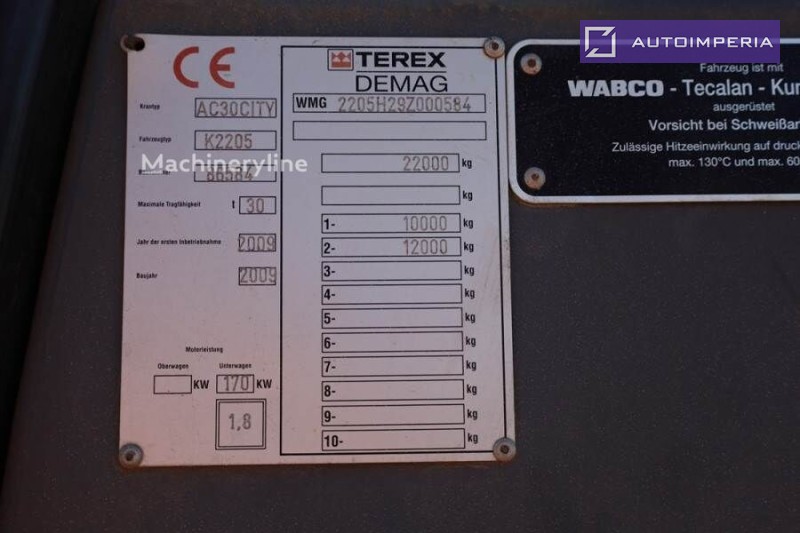 AUTOIMPERIA
CE
Krantyp AC30CITY
Fahrzeugtyp K2205
88584
Maximale Tragfähigkeit t 30
Jahr der ersten Inbetriebnahme 2009
Baujahr 2009
Motorleistung
Oberwagen Unterwagen
KW 170 KW
1,8
TEREX
DEMAG
WMG 2205H29Z000584
22000 kg
kg
1- 10000 kg
2- 12000 kg
3- kg
4- kg
5- kg
6- kg
7- kg
8- kg
9- kg
10- kg
Machineryline
Fahrzeug ist mit
WABCO - Tecalan - Kun
ausgerüstet
Vorsicht bei Schweißar
Zulässige Hitzeeinwirkung auf druck
max. 130°C und max. 60